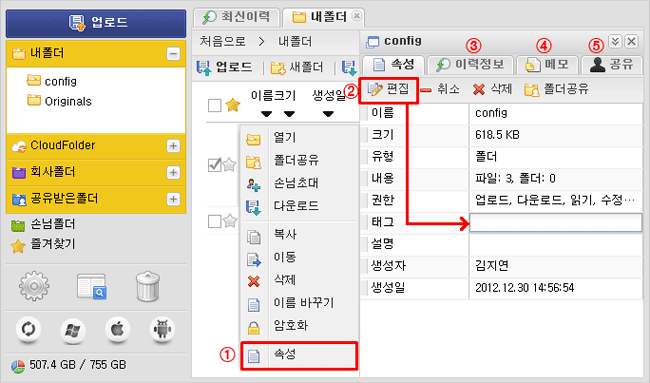 업로드
내폴더
config
Originals
CloudFolder
회사폴더
공유받은폴더
손님폴더
즐겨찾기
507.4 GB / 755 GB
최신이력
내폴더
처음으로 > 내폴더
업로드
새폴더
이름크기 생성일
열기
폴더공유
손님초대
다운로드
복사
이동
삭제
이름 바꾸기
암호화
① 속성
config
속성
③ 이력정보
④ 메모
⑤ 공유
② 편집
취소
삭제
폴더공유
이름 config
크기 618.5 KB
유형 폴더
내용 파일: 3, 폴더: 0
권한 업로드, 다운로드, 읽기, 수정…
태그
설명
생성자 김지연
생성일 2012.12.30 14:56:54